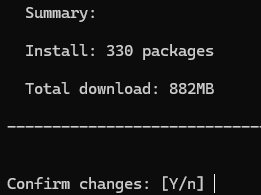 Summary:
Install: 330 packages
Total download: 882MB
Confirm changes: [Y/n]